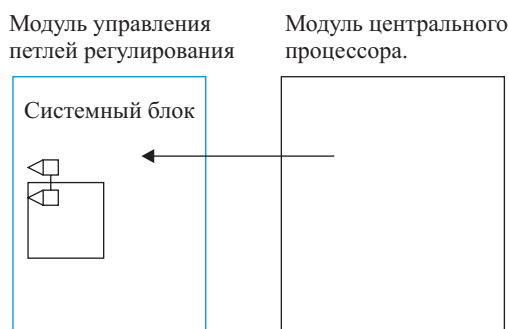 Модуль управления
петлей регулирования
Модуль центрального
процессора.
Системный блок